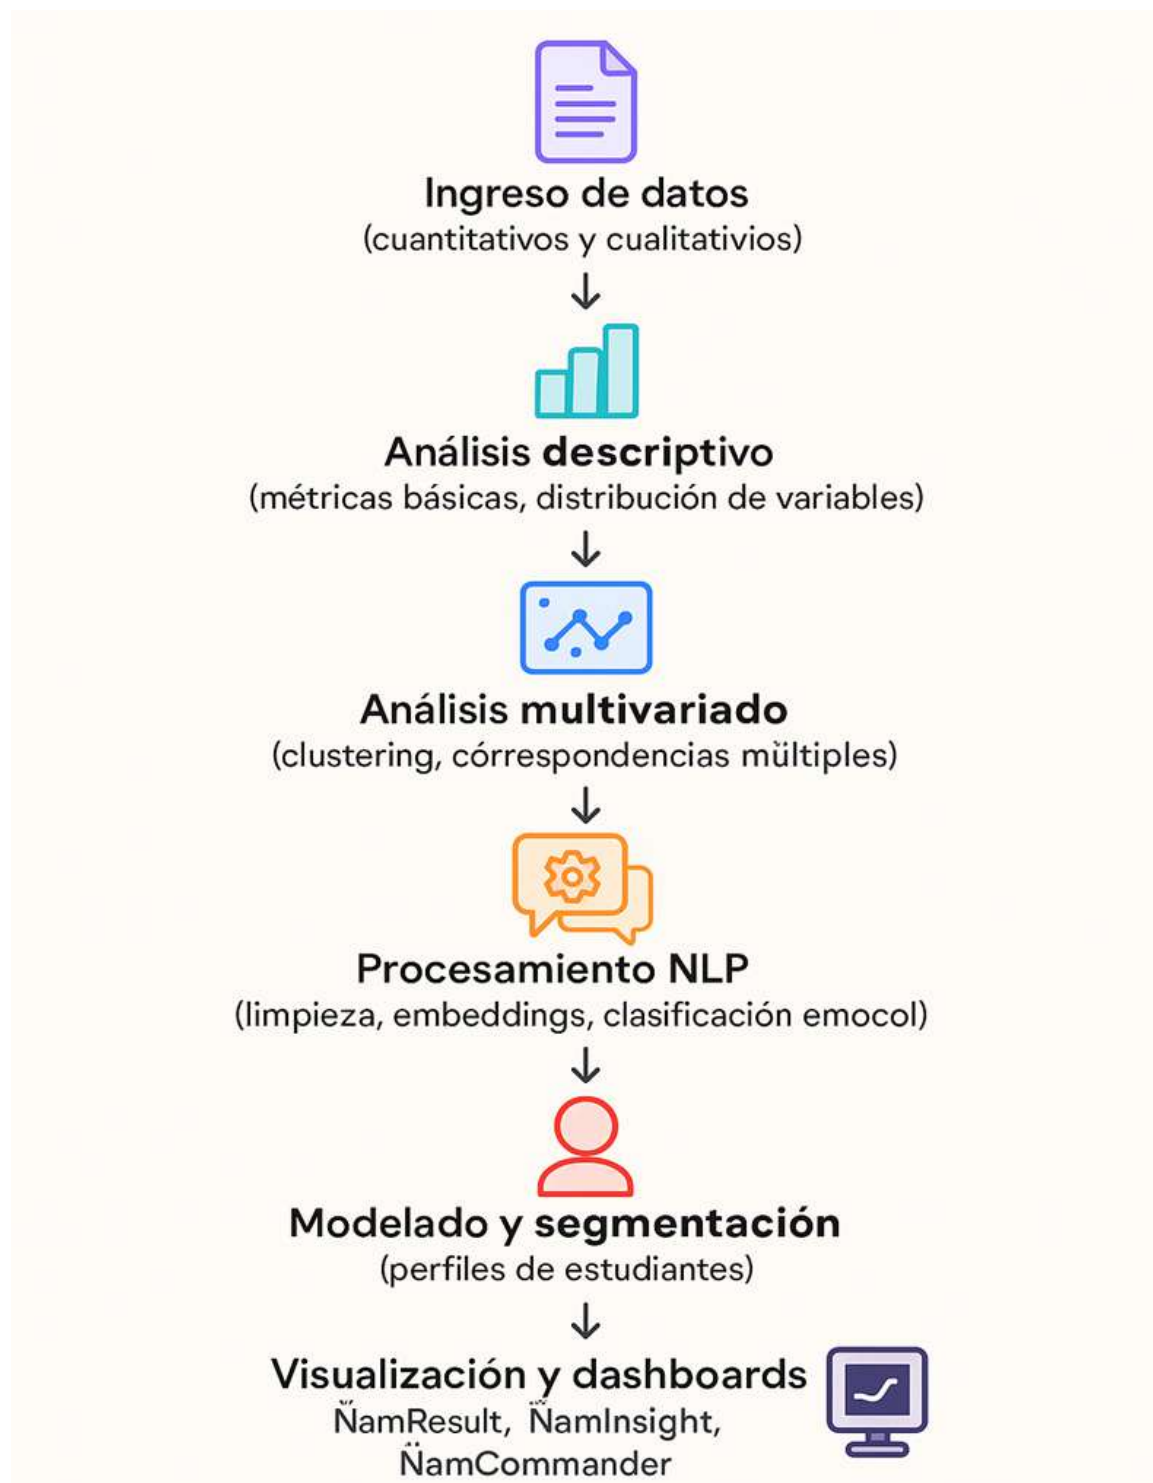 Ingreso de datos
(cuantitativos y cualitativios)
Análisis descriptivo
(métricas básicas, distribución de variables)
Análisis multivariado
(clustering, córrespondencias mültiples)
Procesamiento NLP
(limpieza, embeddings, clasificación emocol)
Modelado y segmentación
(perfiles de estudiantes)
Visualización y dashboards
ÑamResult, ÑamInsight,
ÑamCommander